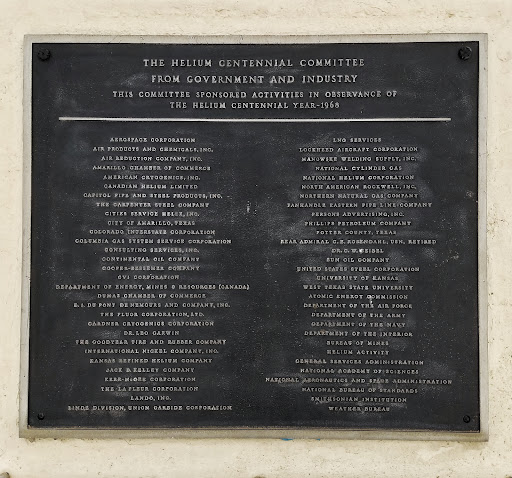 THE HELIUM CENTENNIAL COMMITTEE
FROM GOVERNMENT AND INDUSTRY
THIS COMMITTEE SPONSORED ACTIVITIES IN OBSERVANCE OF
THE HELIUM CENTENNIAL YEAR-1968
AEROSPACE CORPORATION
AIR PRODUCTS AND CHEMICALS, INC.
AIR REDUCTION COMPANY, INC.
AMARILLO CHAMBER OF COMMERCE
AMERICAN CRYOGENICS, INC.
CANADIAN HELIUM LIMITED
CAPITOL PIPE AND STEEL PRODUCTS, INC.
THE CARPENTER STEEL COMPANY
CITIES SERVICE HELEX, INC.
CITY OF AMARILLO, TEXAS
COLORADO INTERSTATE CORPORATION
COLUMBIA GAS SYSTEM SERVICE CORPORATION
CONSULTING SERVICES, INC.
CONTINENTAL OIL COMPANY
COOPER-BESSEMER COMPANY
CVI CORPORATION
DEPARTMENT OF ENERGY, MINES & RESOURCES (CANADA)
DUMAS CHAMBER OF COMMERCE
E. I. DU PONT DE NEMOURS AND COMPANY, INC.
THE FLUOR CORPORATION, LTD.
GARDNER CRYOGENICS CORPORATION
DR. LEO GARWIN
THE GOODYEAR TIRE AND RUBBER COMPANY
INTERNATIONAL NICKEL COMPANY, INC.
KANSAS REFINED HELIUM COMPANY
JACK B. KELLEY COMPANY
KERR-MCGEE CORPORATION
THE LA FLEUR CORPORATION
LANDO, INC.
LINDE DIVISION, UNION CARBIDE CORPORATION
LNG SERVICES
LOCKHEED AIRCRAFT CORPORATION
MANOWSKE WELDING SUPPLY, INC.
NATIONAL CYLINDER GAS
NATIONAL HELIUM CORPORATION
NORTH AMERICAN ROCKWELL, INC.
NORTHERN NATURAL GAS COMPANY
PANHANDLE EASTERN PIPE LINE COMPANY
PERSONS ADVERTISING, INC.
PHILLIPS PETROLEUM COMPANY
POTTER COUNTY, TEXAS
REAR ADMIRAL C. E. ROSENDAHL, USN, RETIRED
DR. C. W. SEIBEL
SUN OIL COMPANY
UNITED STATES STEEL CORPORATION
UNIVERSITY OF KANSAS
WEST TEXAS STATE UNIVERSITY
ATOMIC ENERGY COMMISSION
DEPARTMENT OF THE AIR FORCE
DEPARTMENT OF THE ARMY
DEPARTMENT OF THE NAVY
DEPARTMENT OF THE INTERIOR
BUREAU OF MINES
HELIUM ACTIVITY
GENERAL SERVICES ADMINISTRATION
NATIONAL ACADEMY OF SCIENCES
NATIONAL AERONAUTICS AND SPACE ADMINISTRATION
NATIONAL BUREAU OF STANDARDS
SMITHSONIAN INSTITUTION
WEATHER BUREAU